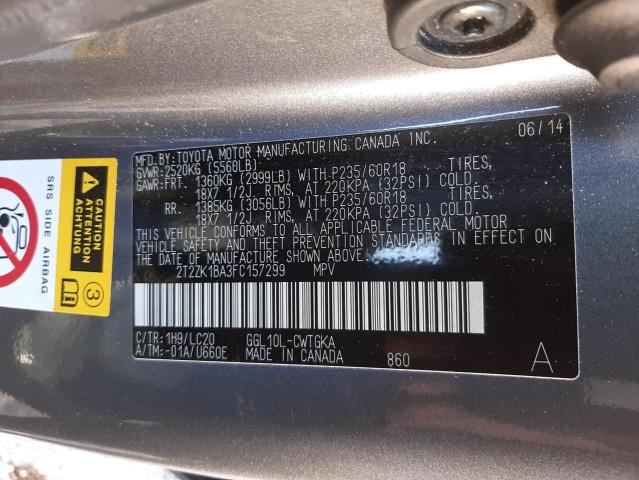 MFD.BY: TOYOTA MOTOR MANUFACTURING CANADA INC. 06/14
GVWR: 2520KG (5560LB)
GAWR: FRT. 1360KG (2999LB) WITH P235/60R18 TIRES,
18X7 1/2J RIMS, AT 220KPA (32PSI) COLD.
RR. 1385KG (3056LB) WITH P235/60R18 TIRES,
18X7 1/2J RIMS, AT 220KPA (32PSI) COLD.
THIS VEHICLE CONFORMS TO ALL APPLICABLE FEDERAL MOTOR
VEHICLE SAFETY AND THEFT PREVENTION STANDARDS IN EFFECT ON
THE DATE OF MANUFACTURE SHOWN ABOVE.
2T2ZK1BA3FC157299 MPV
C/TR: 1H9/LC20 GGL10L-CWTGKA
A/TM: -01A/U660E MADE IN CANADA 860 A
SRS SIDE AIRBAG
CAUTION
ATTENTION
ACHTUNG
3